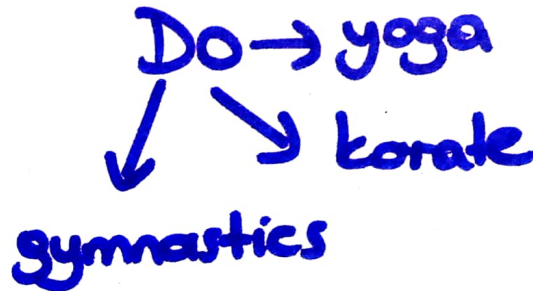 Do → yoga
karate
gymnastics